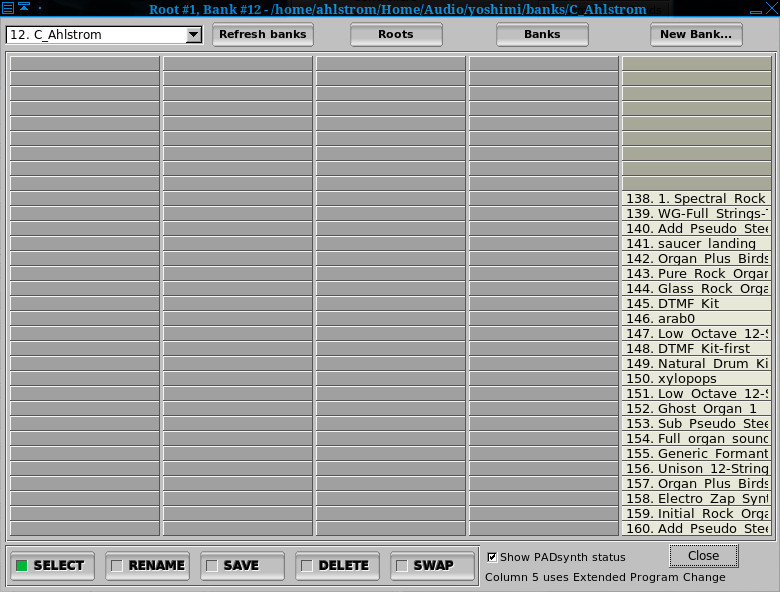 Root #1, Bank #12 - /home/ahlstrom/Home/Audio/yoshimi/banks/C_Ahlstrom
12. C_Ahlstrom
Refresh banks
Roots
Banks
New Bank...
138. 1. Spectral Rock
139. WG-Full Strings-
140. Add Pseudo Stee
141. saucer landing
142. Organ Plus Birds
143. Pure Rock Organ
144. Glass Rock Orga
145. DTMF Kit
146. arab0
147. Low Octave 12-S
148. DTMF Kit-first
149. Natural Drum Ki
150. xylopops
151. Low Octave 12-S
152. Ghost Organ 1
153. Sub Pseudo Stee
154. Full organ sound
155. Generic Formant
156. Unison 12-String
157. Organ Plus Birds
158. Electro Zap Synt
159. Initial Rock Orga
160. Add Pseudo Stee
SELECT
RENAME
SAVE
DELETE
SWAP
Show PADsynth status
Close
Column 5 uses Extended Program Change